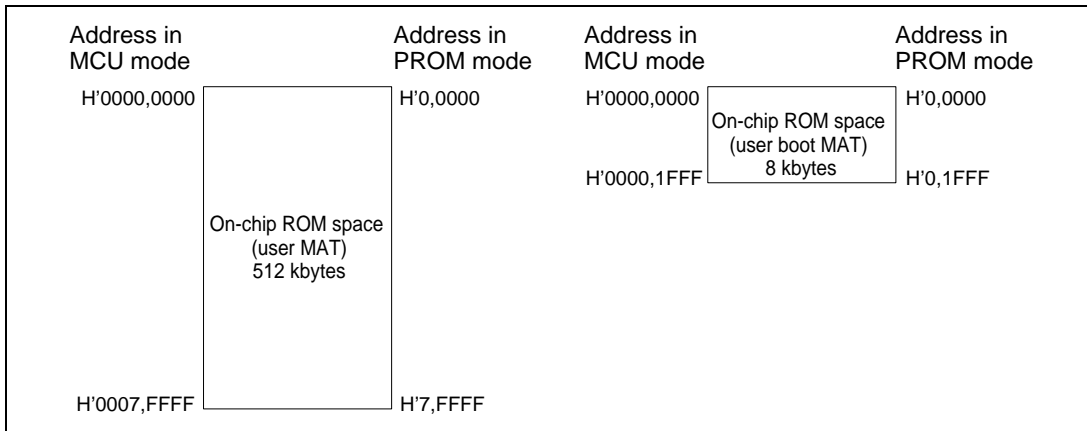 Address in
MCU mode
Address in
PROM mode
H'0000,0000
H'0,0000
On-chip ROM space
(user MAT)
512 kbytes
H'0007,FFFF
H'7,FFFF
Address in
MCU mode
Address in
PROM mode
H'0000,0000
H'0,0000
On-chip ROM space
(user boot MAT)
8 kbytes
H'0000,1FFF
H'0,1FFF